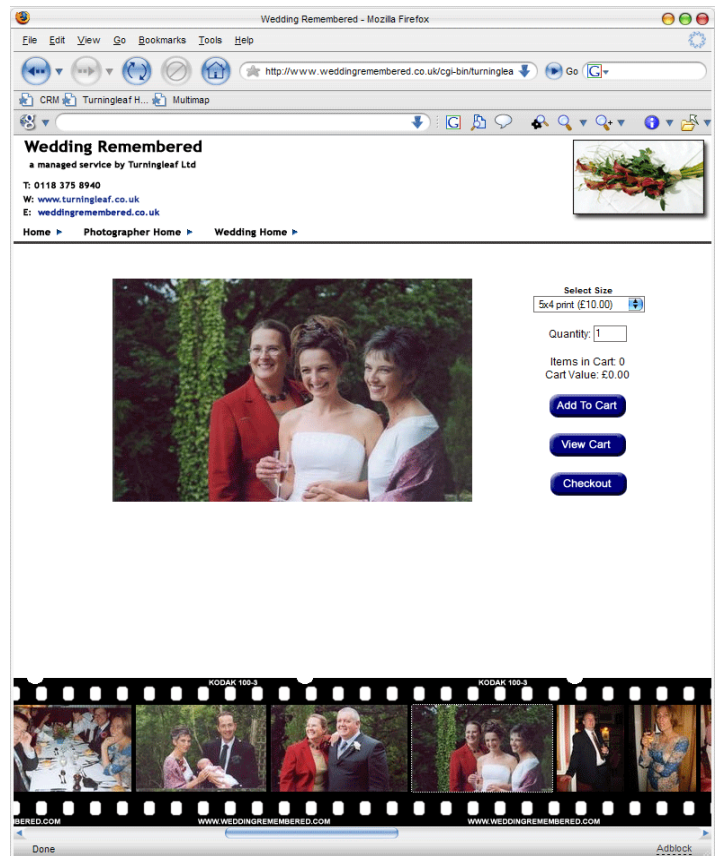 Wedding Remembered - Mozilla Firefox
File Edit View Go Bookmarks Tools Help
http://www.weddingremembered.co.uk/cgi-bin/turninglea Go G
CRM Turningleaf H... Multimap
G
Wedding Remembered
a managed service by Turningleaf Ltd
T: 0118 375 8940
W: www.turningleaf.co.uk
E: weddingremembered.co.uk
Home Photographer Home Wedding Home
Select Size
5x4 print (£10.00)
Quantity: 1
Items in Cart: 0
Cart Value: £0.00
Add To Cart
View Cart
Checkout
KODAK 100-3 KODAK 100-3
BERED.COM WWW.WEDDINGREMEMBERED.COM WWW.WEDDINGREMEMBERED.COM
Done Adblock